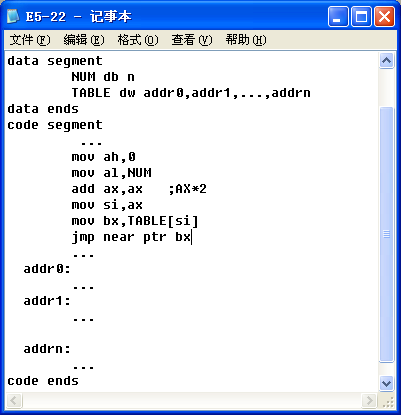 E5-22 - 记事本
文件(F) 编辑(E) 格式(O) 查看(V) 帮助(H)
data segment
NUM db n
TABLE dw addr0,addr1,...,addrn
data ends
code segment
...
mov ah,0
mov al,NUM
add ax,ax ;AX*2
mov si,ax
mov bx,TABLE[si]
jmp near ptr bx
...
addr0:
...
addr1:
...
addrn:
...
code ends